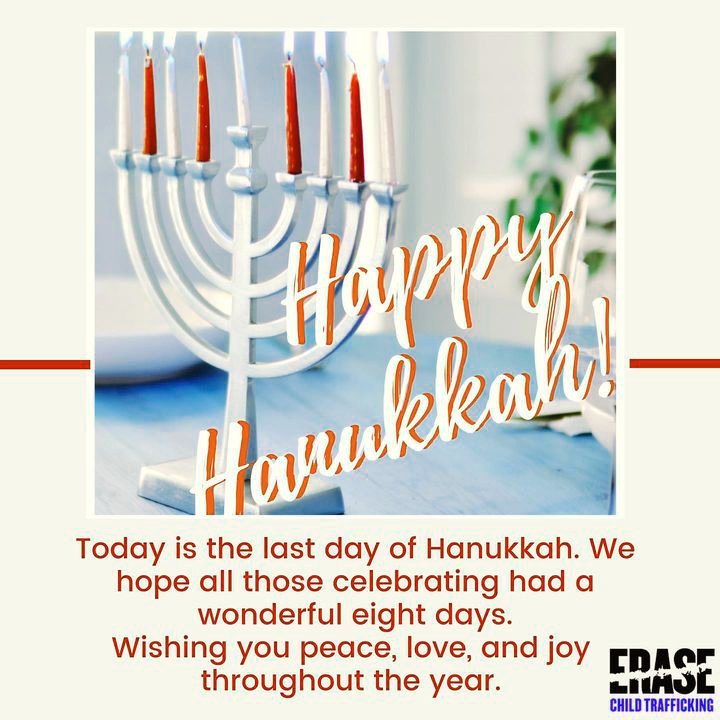 Happy
Hanukkah!
Today is the last day of Hanukkah. We
hope all those celebrating had a
wonderful eight days.
Wishing you peace, love, and joy
throughout the year.
ERASE
CHILD TRAFFICKING